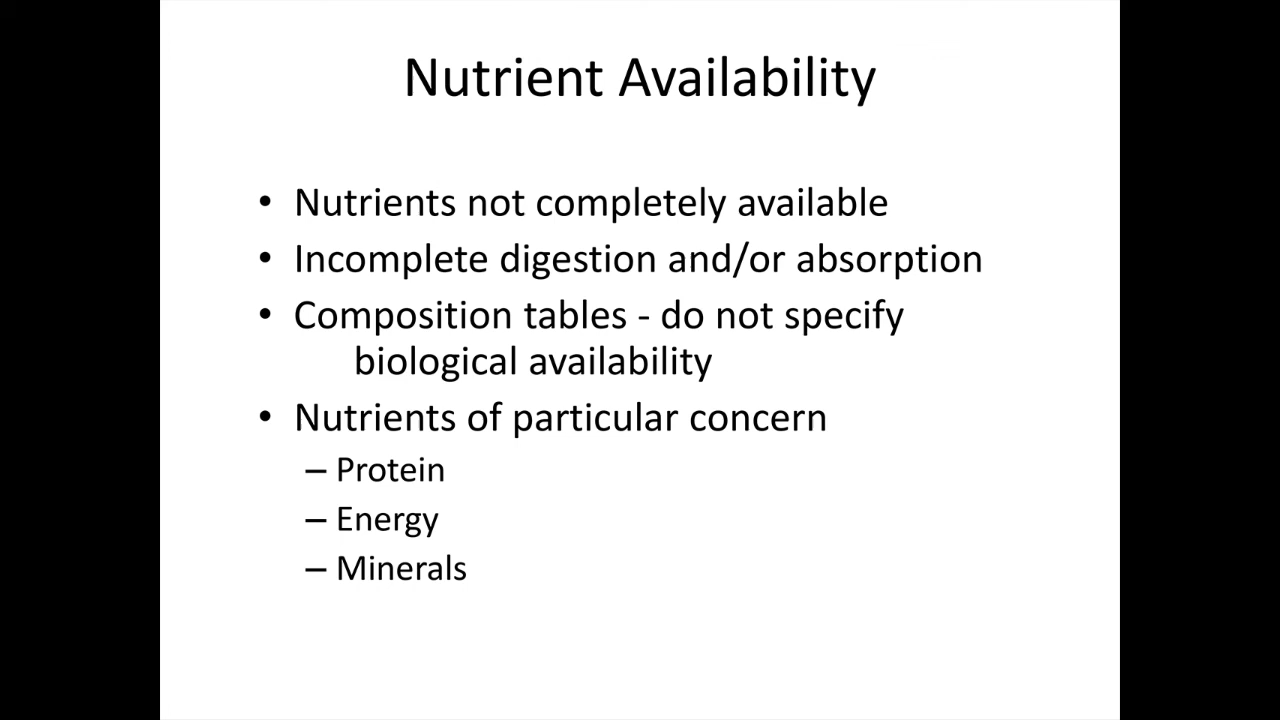 Nutrient Availability
• Nutrients not completely available
• Incomplete digestion and/or absorption
• Composition tables - do not specify
biological availability
• Nutrients of particular concern
– Protein
– Energy
– Minerals